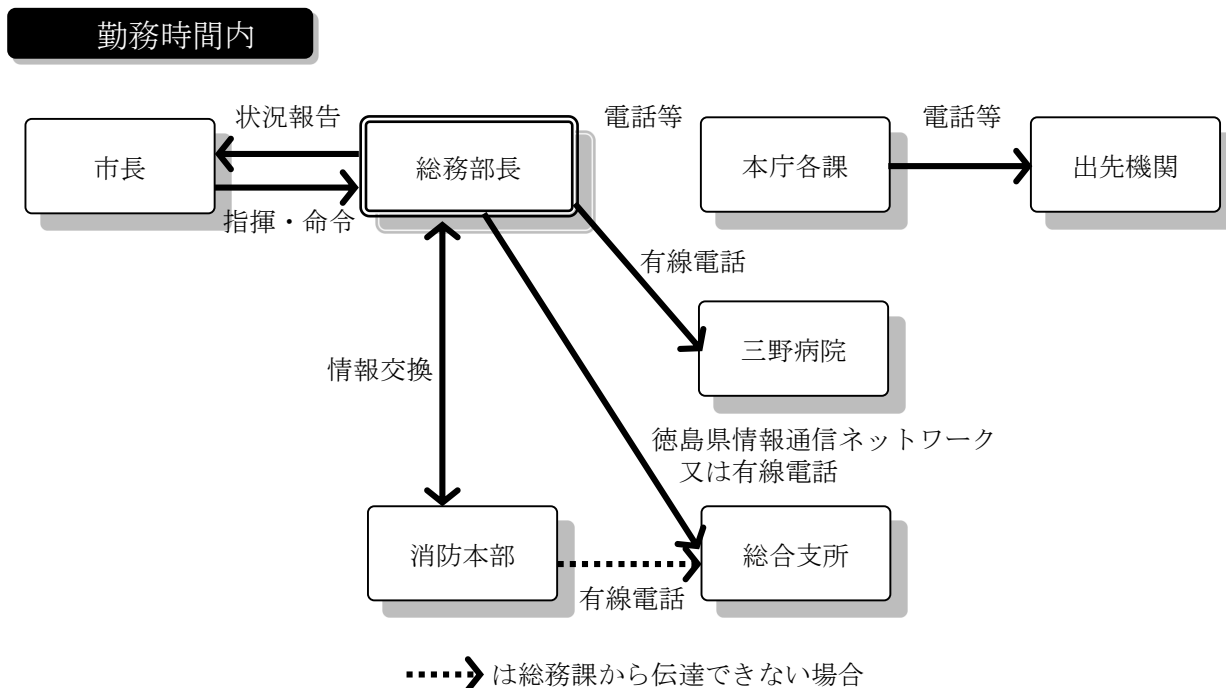 勤務時間内
状況報告
電話等
電話等
市長
総務部長
本庁各課
出先機関
指揮・命令
有線電話
三野病院
情報交換
徳島県情報通信ネットワーク
又は有線電話
消防本部
総合支所
有線電話
は総務課から伝達できない場合